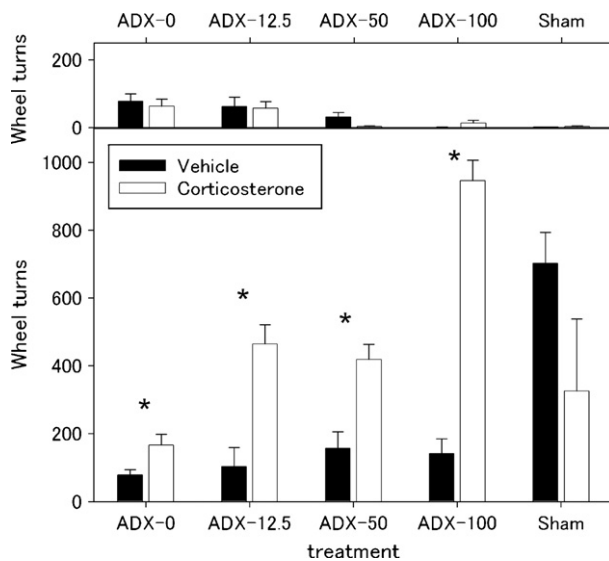 ADX-0 ADX-12.5 ADX-50 ADX-100 Sham
Wheel turns
200
0
1000
800
600
400
200
0
Wheel turns
Vehicle
Corticosterone
*
*
*
*
ADX-0 ADX-12.5 ADX-50 ADX-100 Sham
treatment